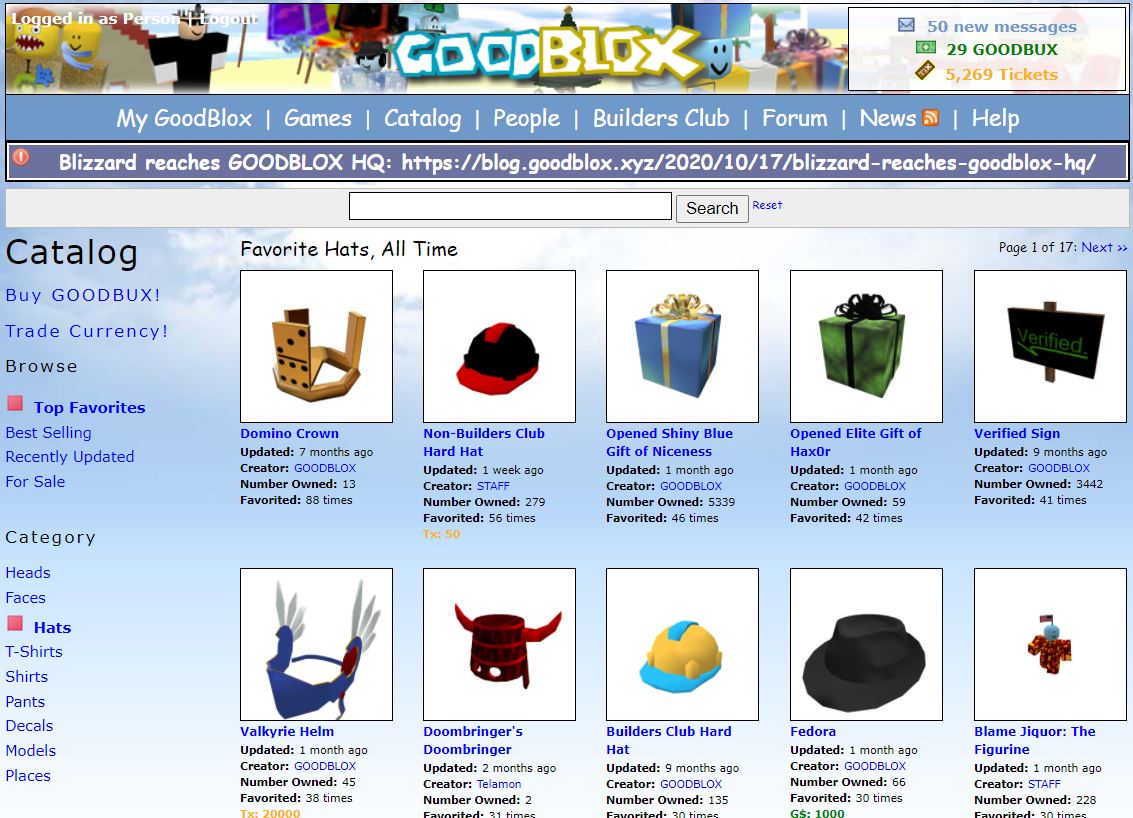 Logged in as Person | Logout
GOODBLOX
50 new messages
29 GOODBUX
5,269 Tickets
My GoodBlox | Games | Catalog | People | Builders Club | Forum | News | Help
Blizzard reaches GOODBLOX HQ: https://blog.goodblox.xyz/2020/10/17/blizzard-reaches-goodblox-hq/
Search Reset
Catalog
Buy GOODBUX!
Trade Currency!
Browse
Top Favorites
Best Selling
Recently Updated
For Sale
Category
Heads
Faces
Hats
T-Shirts
Shirts
Pants
Decals
Models
Places
Favorite Hats, All Time
Page 1 of 17: Next >>
Domino Crown
Updated: 7 months ago
Creator: GOODBLOX
Number Owned: 13
Favorited: 88 times
Non-Builders Club
Hard Hat
Updated: 1 week ago
Creator: STAFF
Number Owned: 279
Favorited: 56 times
Tx: 50
Opened Shiny Blue
Gift of Niceness
Updated: 1 month ago
Creator: GOODBLOX
Number Owned: 5339
Favorited: 46 times
Opened Elite Gift of
Hax0r
Updated: 1 month ago
Creator: GOODBLOX
Number Owned: 59
Favorited: 42 times
Verified.
Verified Sign
Updated: 9 months ago
Creator: GOODBLOX
Number Owned: 3442
Favorited: 41 times
Valkyrie Helm
Updated: 1 month ago
Creator: GOODBLOX
Number Owned: 45
Favorited: 38 times
Tx: 20000
Doombringer's
Doombringer
Updated: 2 months ago
Creator: Telamon
Number Owned: 2
Favorited: 31 times
Builders Club Hard
Hat
Updated: 9 months ago
Creator: GOODBLOX
Number Owned: 135
Favorited: 30 times
Fedora
Updated: 1 month ago
Creator: GOODBLOX
Number Owned: 66
Favorited: 30 times
G$: 1000
Blame Jiquor: The
Figurine
Updated: 1 month ago
Creator: STAFF
Number Owned: 228
Favorited: 30 times